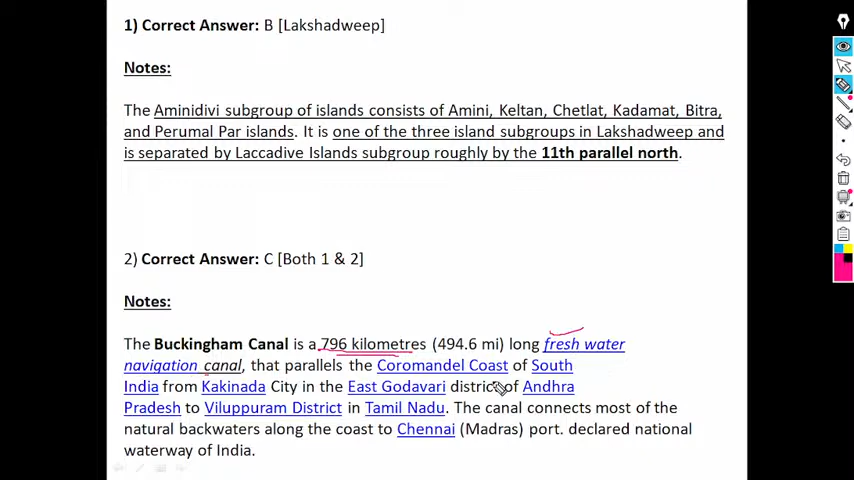 1) Correct Answer: B [Lakshadweep]
Notes:
The Aminidivi subgroup of islands consists of Amini, Keltan, Chetlat, Kadamat, Bitra,
and Perumal Par islands. It is one of the three island subgroups in Lakshadweep and
is separated by Laccadive Islands subgroup roughly by the 11th parallel north.
2) Correct Answer: C [Both 1 & 2]
Notes:
The Buckingham Canal is a 796 kilometres (494.6 mi) long fresh water
navigation canal, that parallels the Coromandel Coast of South
India from Kakinada City in the East Godavari district of Andhra
Pradesh to Viluppuram District in Tamil Nadu. The canal connects most of the
natural backwaters along the coast to Chennai (Madras) port. declared national
waterway of India.